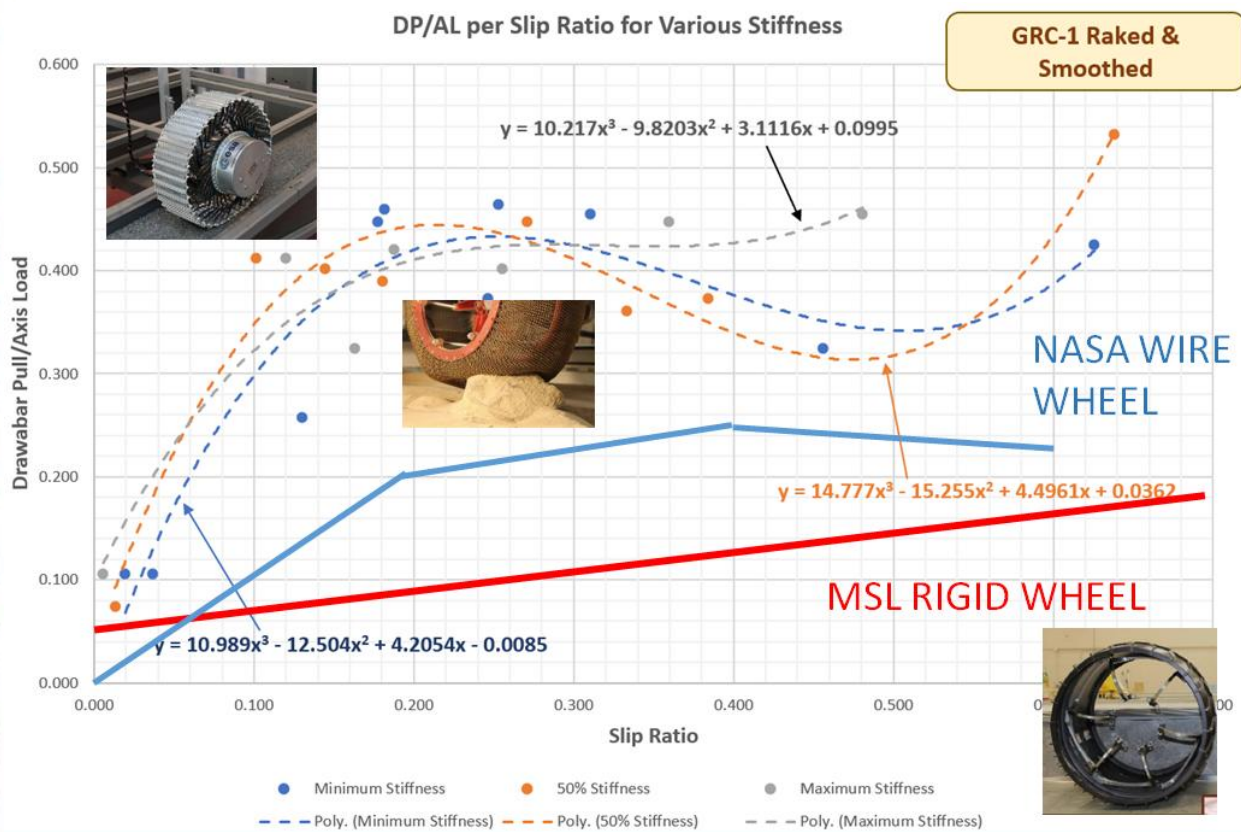 DP/AL per Slip Ratio for Various Stiffness
GRC-1 Raked &
Smoothed
0.600
0.500
0.400
0.300
0.200
0.100
0.000
Drawabar Pull/Axis Load
y = 10.217x³ - 9.8203x² + 3.1116x + 0.0995
NASA WIRE
WHEEL
y = 14.777x³ - 15.255x² + 4.4961x + 0.0362
MSL RIGID WHEEL
y = 10.989x³ - 12.504x² + 4.2054x - 0.0085
0.000 0.100 0.200 0.300 0.400 0.500
Slip Ratio
Minimum Stiffness 50% Stiffness Maximum Stiffness
Poly. (Minimum Stiffness) Poly. (50% Stiffness) Poly. (Maximum Stiffness)